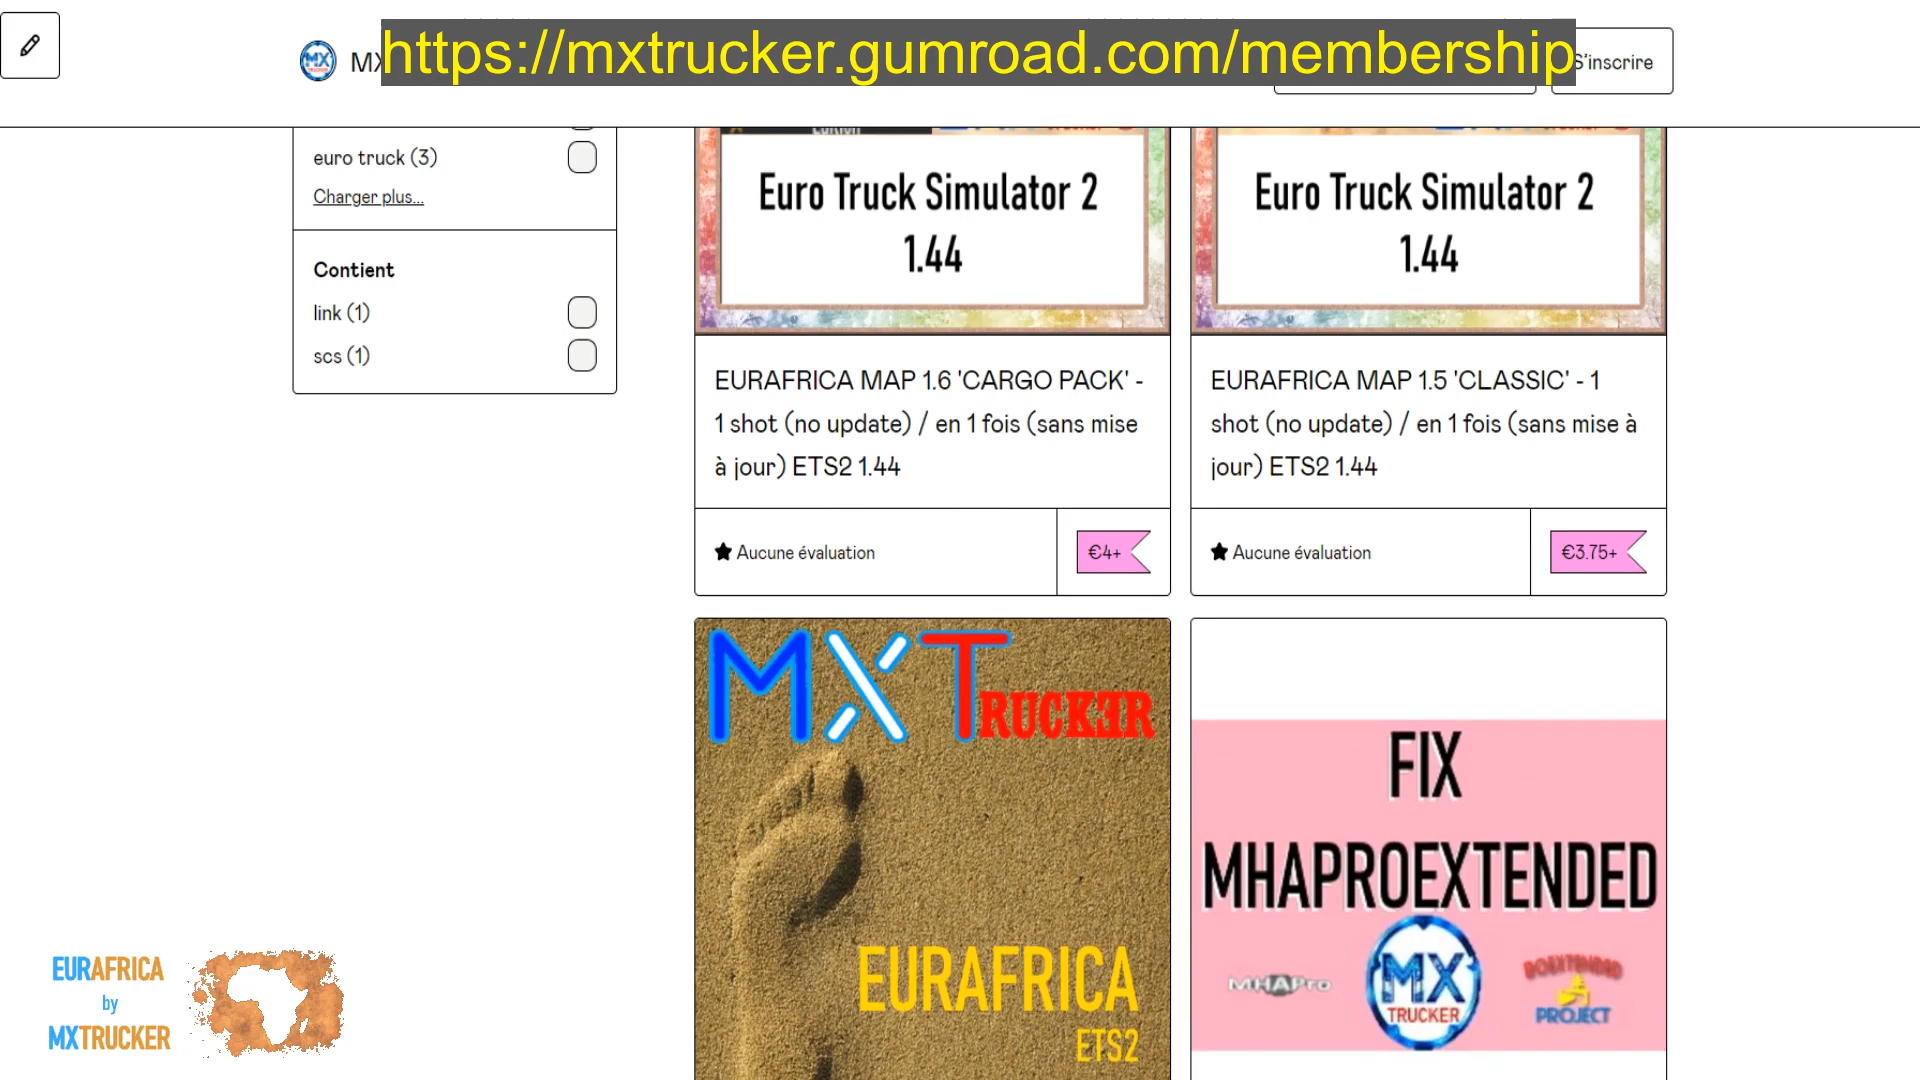 https://mxtrucker.gumroad.com/membership
MX
S'inscrire
euro truck (3)
Charger plus...
Contient
link (1)
scs (1)
Euro Truck Simulator 2
1.44
EURAFRICA MAP 1.6 'CARGO PACK' -
1 shot (no update) / en 1 fois (sans mise
à jour) ETS2 1.44
Aucune évaluation
€4+
Euro Truck Simulator 2
1.44
EURAFRICA MAP 1.5 'CLASSIC' - 1
shot (no update) / en 1 fois (sans mise à
jour) ETS2 1.44
Aucune évaluation
€3.75+
MXTRUCKER
EURAFRICA
ETS2
FIX
MHAPROEXTENDED
MHAPro
MX
TRUCKER
ROEXTENDED
PROJECT
EURAFRICA
by
MXTRUCKER